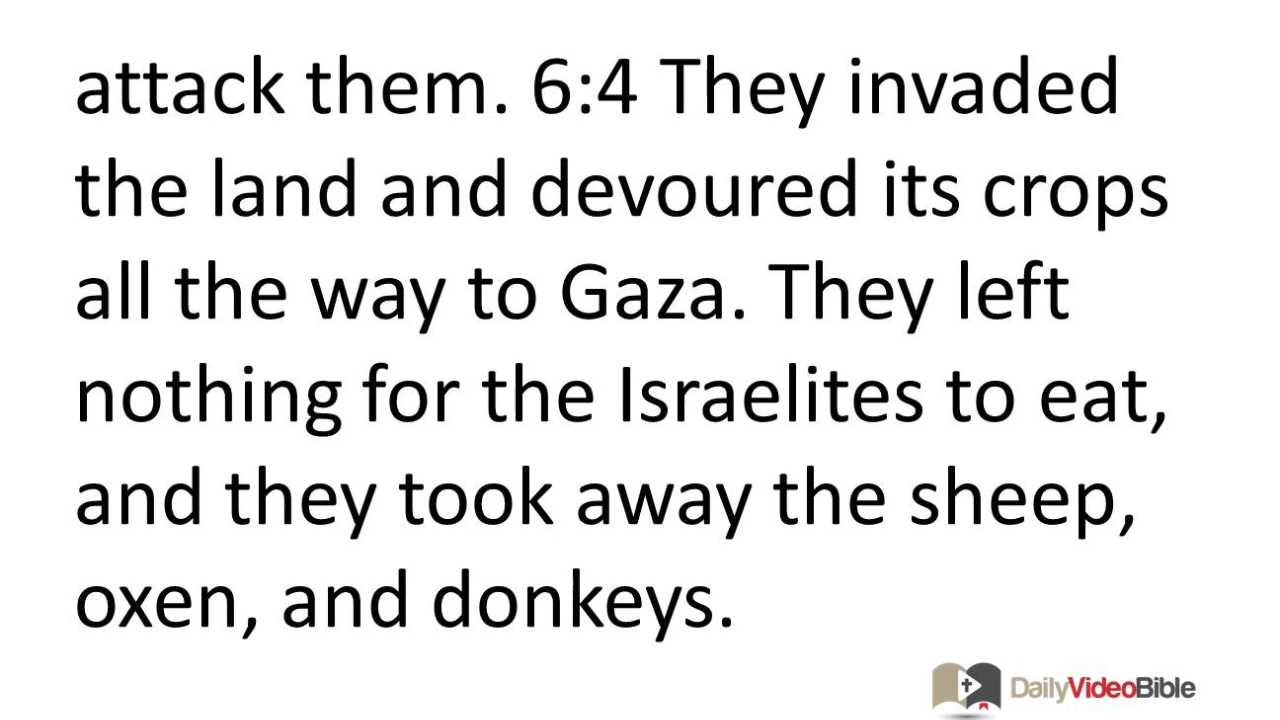 attack them. 6:4 They invaded
the land and devoured its crops
all the way to Gaza. They left
nothing for the Israelites to eat,
and they took away the sheep,
oxen, and donkeys.
DailyVideoBible